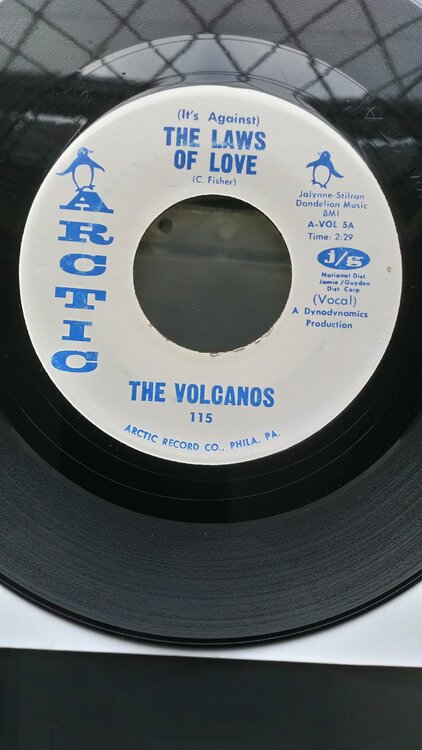 (It's Against)
THE LAWS
OF LOVE
(C. Fisher)
ARCTIC
Jalynne-Stilran
Dandelion Music
BMI
A-VOL 5A
Time: 2:29
j/g
National Dist
Jamie/Guyden
Dist Corp
(Vocal)
A Dynodynamics
Production
THE VOLCANOS
115
ARCTIC RECORD CO., PHILA, PA.